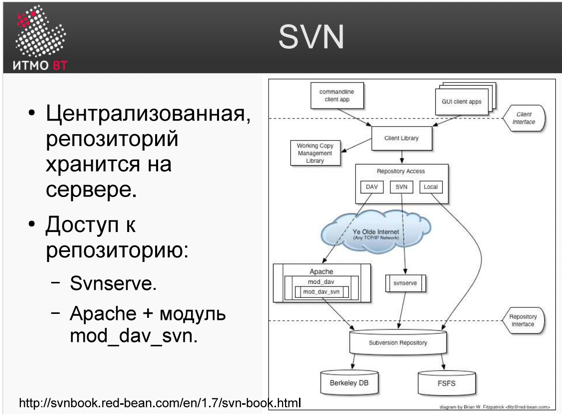 ИТМО ВТ
SVN
• Централизованная,
репозиторий
хранится на
сервере.
• Доступ к
репозиторию:
– Svnserve.
– Apache + модуль
mod_dav_svn.
commandline
client app
GUI client apps
Client
Interface
Client Library
Working Copy
Management
Library
Repository Access
DAV
SVN
Local
Ye Olde Internet
(Any TCP/IP Network)
Apache
mod_dav
mod_dav_svn
svnserve
Repository
Interface
Subversion Repository
Berkeley DB
FSFS
diagram by Brian W. Fitzpatrick <fitz@red-bean.com>
http://svnbook.red-bean.com/en/1.7/svn-book.html